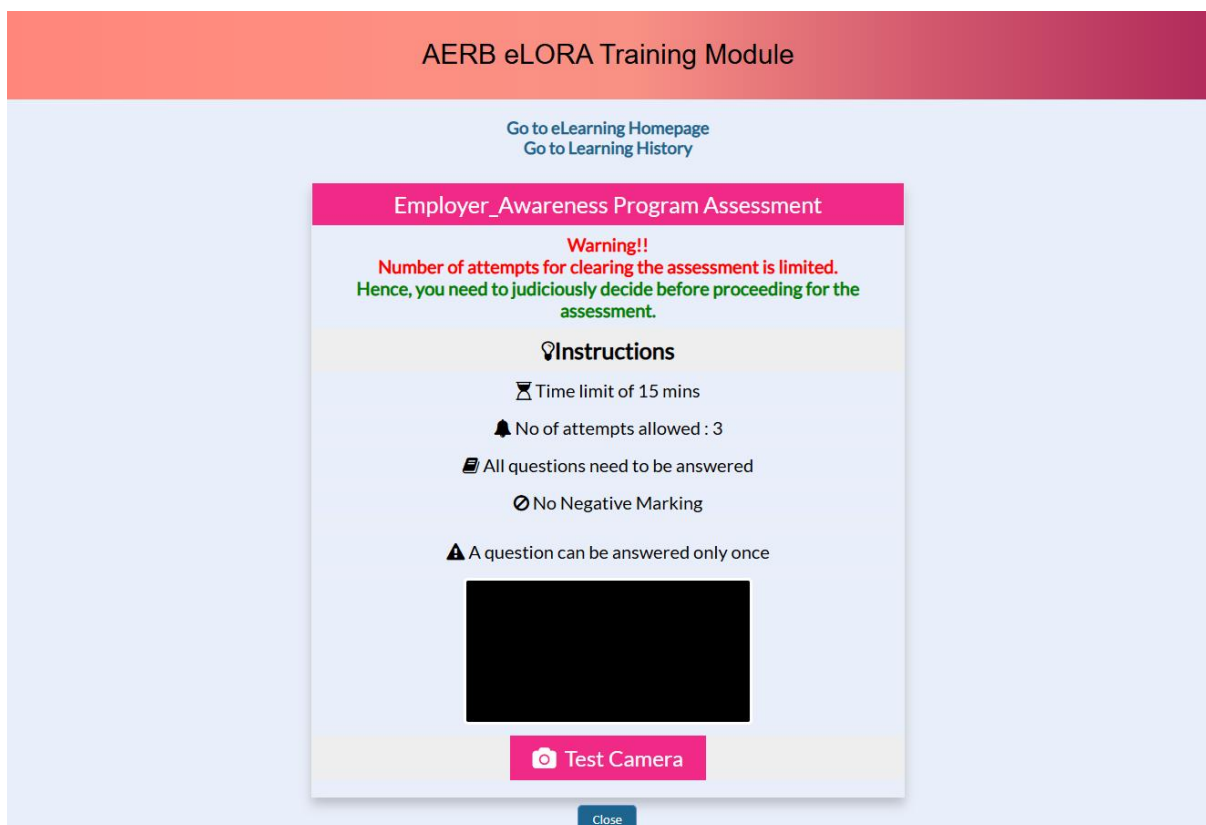 AERB eLORA Training Module
Go to eLearning Homepage
Go to Learning History
Employer_Awareness Program Assessment
Warning!!
Number of attempts for clearing the assessment is limited.
Hence, you need to judiciously decide before proceeding for the
assessment.
Instructions
Time limit of 15 mins
No of attempts allowed : 3
All questions need to be answered
No Negative Marking
A question can be answered only once
Test Camera
Close